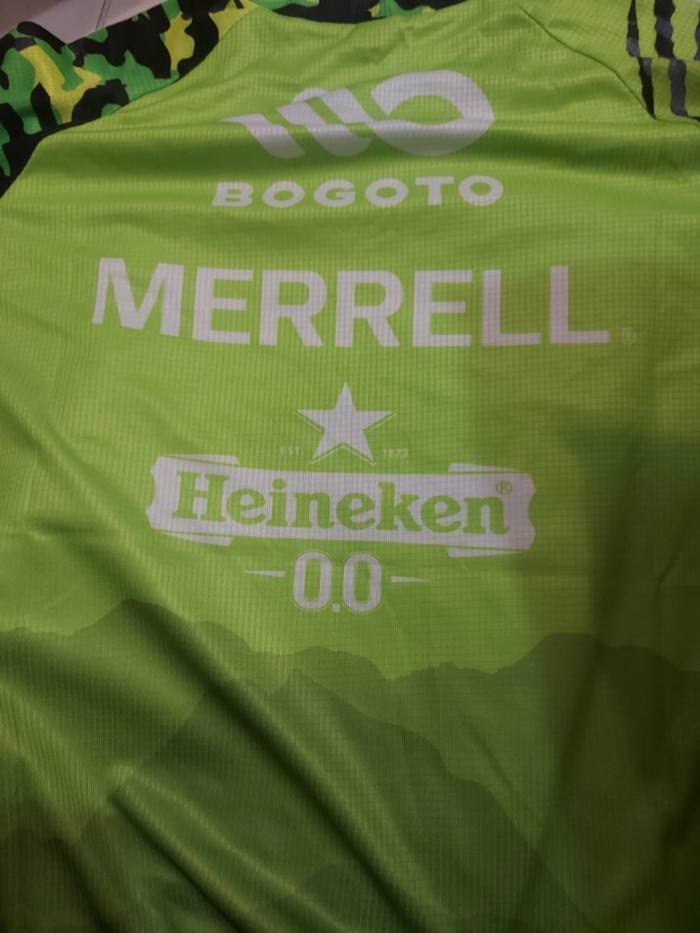 BOGOTO
MERRELL
EST. 1873
Heineken®
0.0